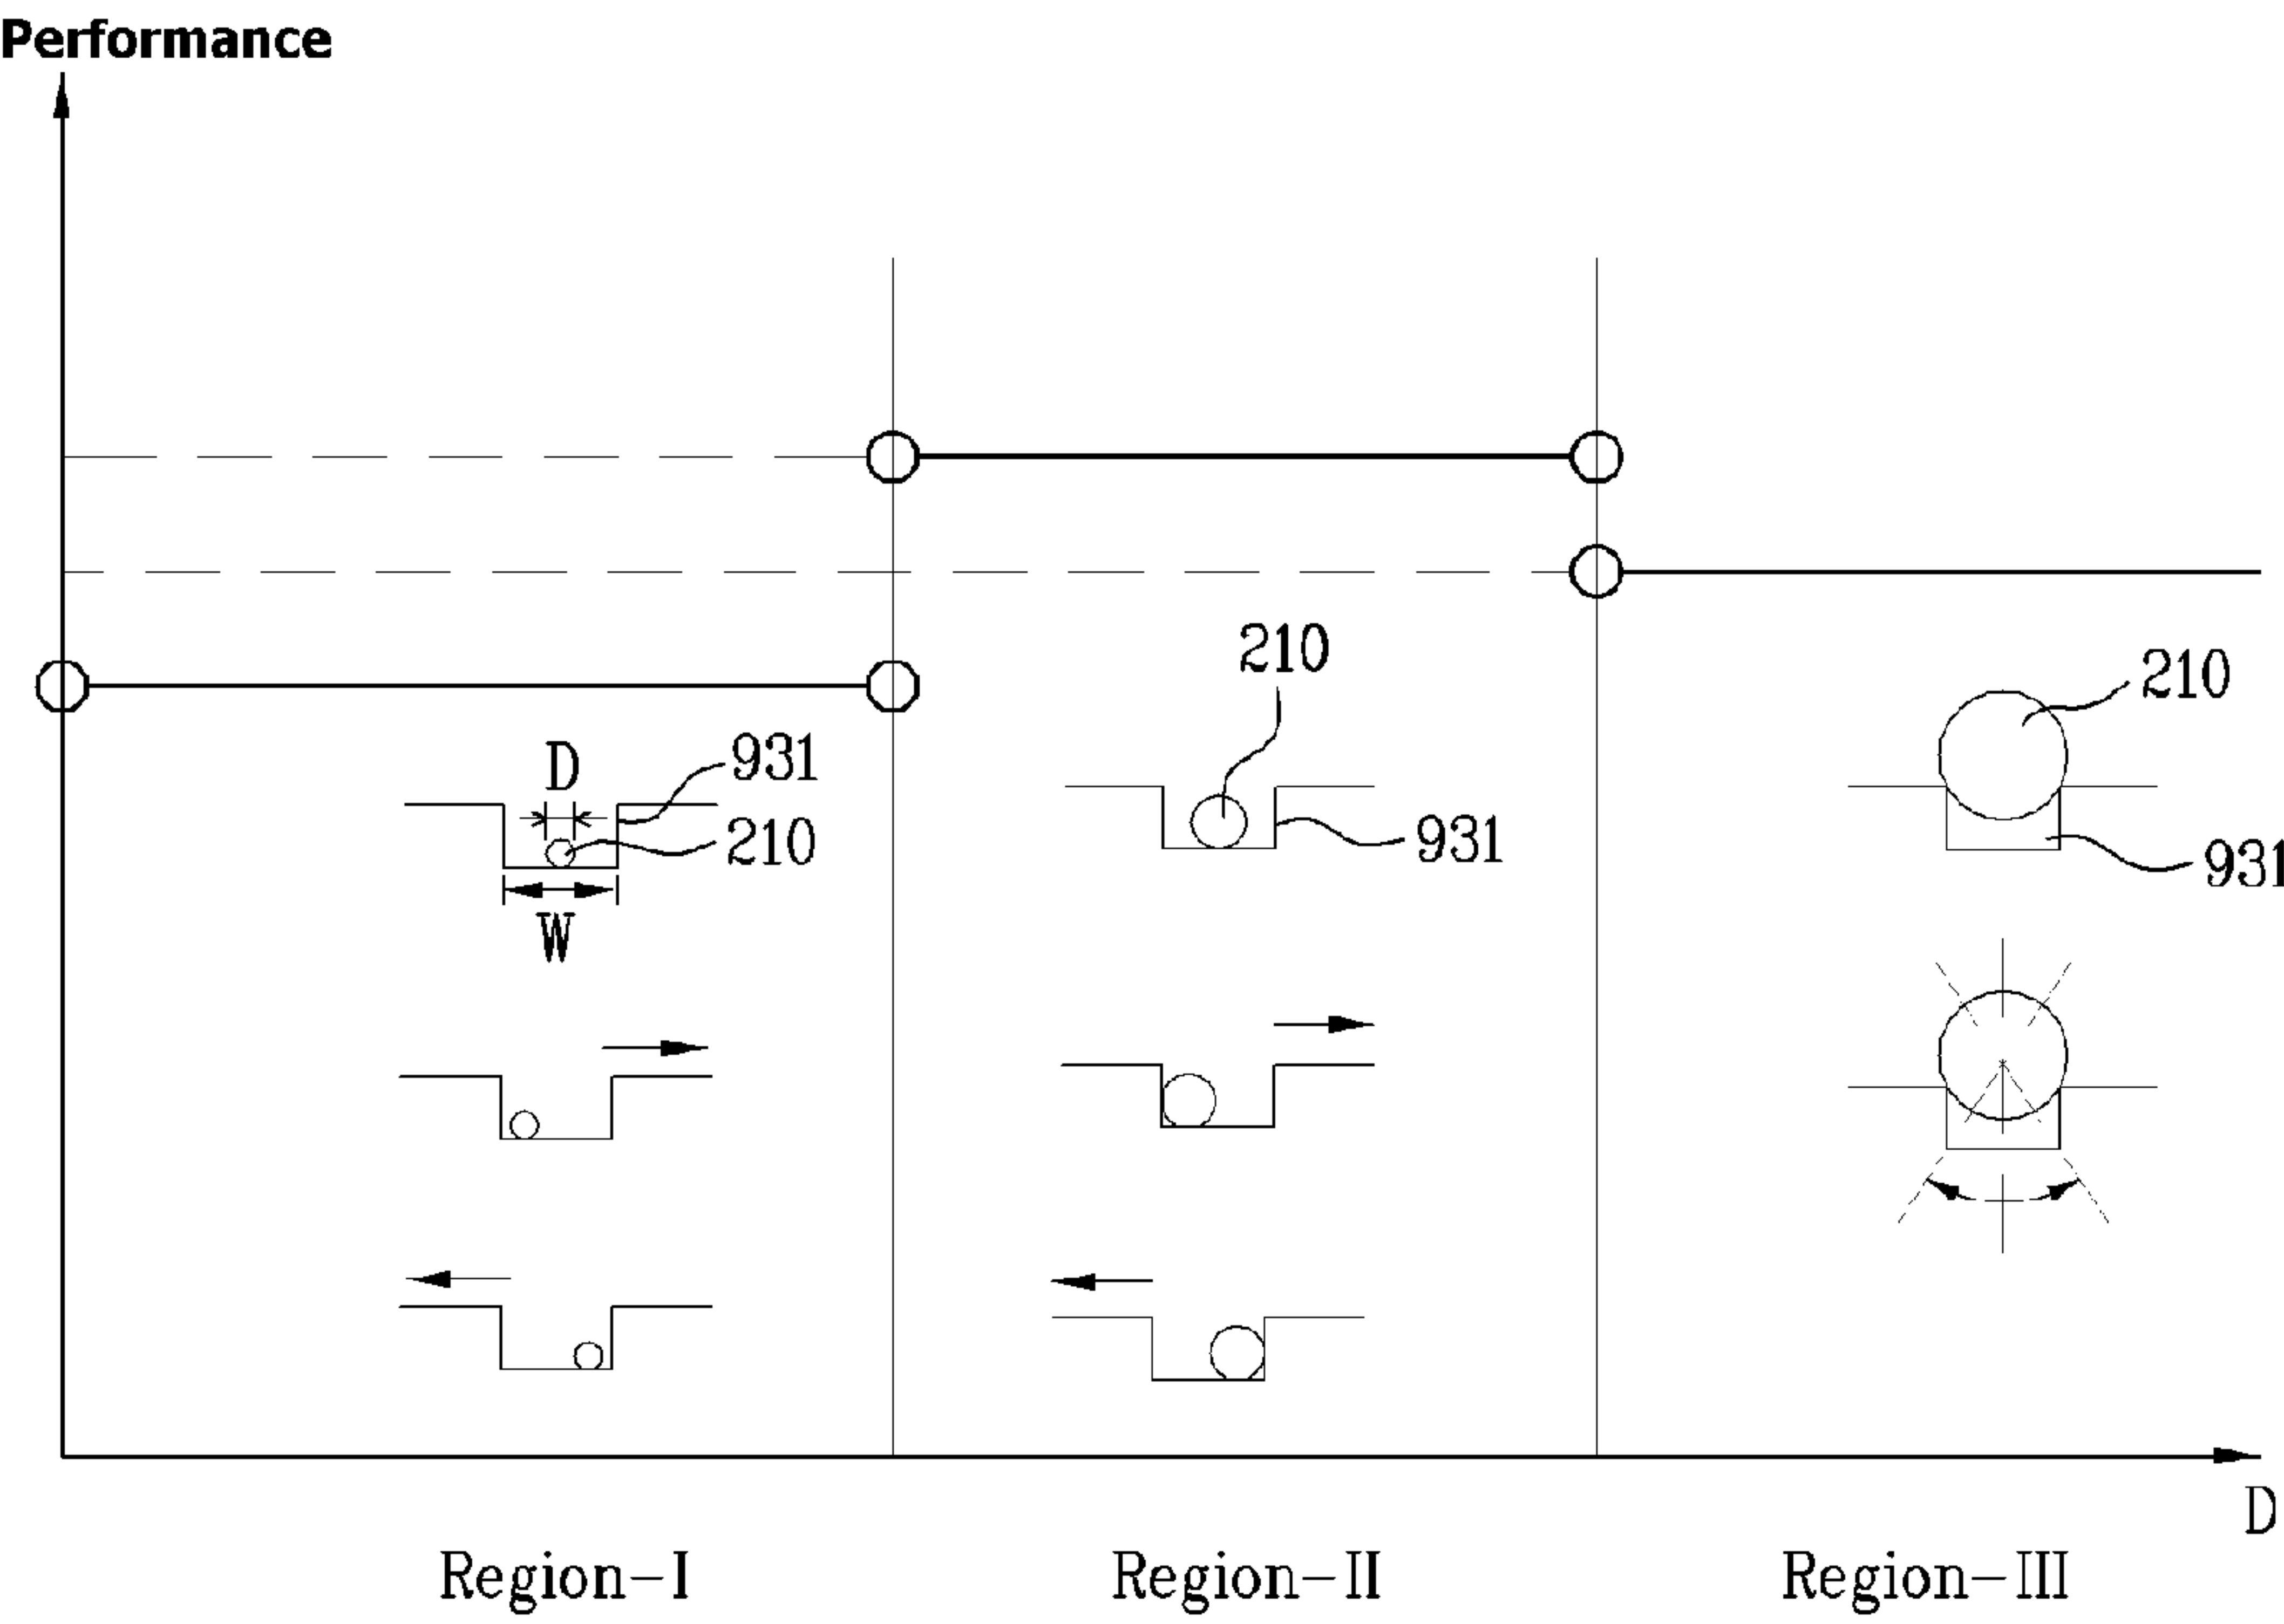 Performance
210
210
D
931
931
210
931
W
D
Region-I
Region-II
Region-III